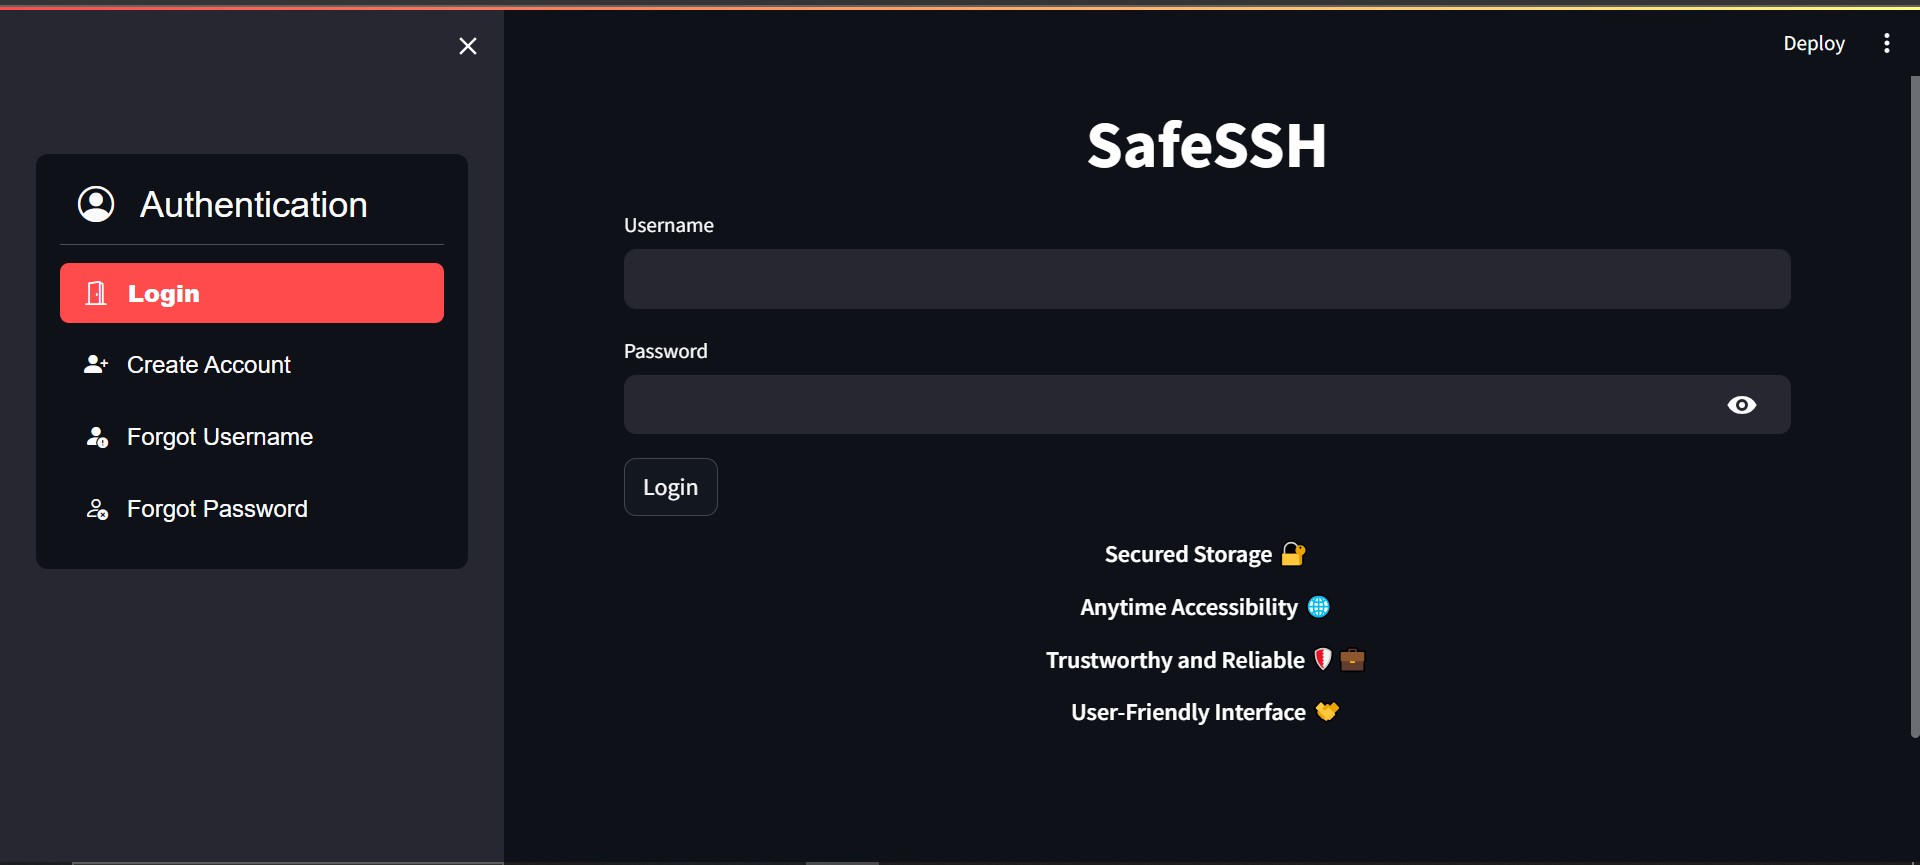 Deploy
Authentication
Login
Create Account
Forgot Username
Forgot Password
SafeSSH
Username
Password
Login
Secured Storage 🔐
Anytime Accessibility 🌐
Trustworthy and Reliable 🛡️💼
User-Friendly Interface 🤝